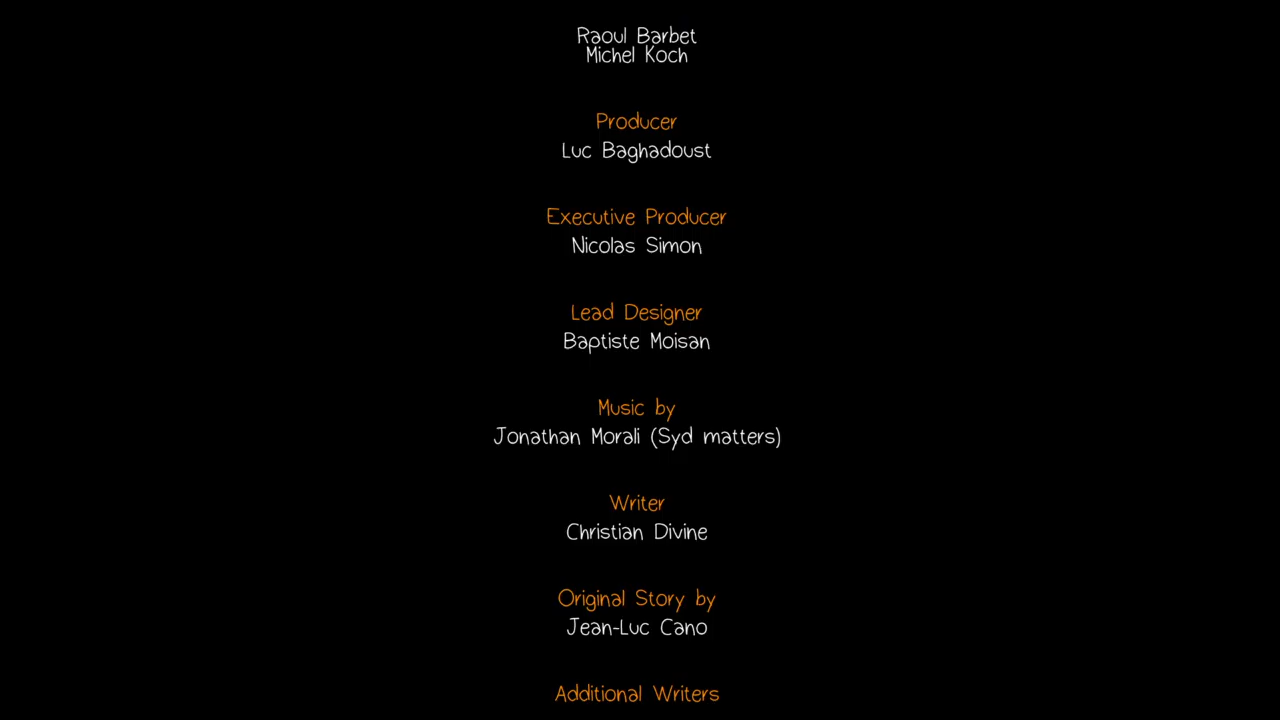 Raoul Barbet
Michel Koch
Producer
Luc Baghadoust
Executive Producer
Nicolas Simon
Lead Designer
Baptiste Moisan
Music by
Jonathan Morali (Syd matters)
Writer
Christian Divine
Original Story by
Jean-Luc Cano
Additional Writers